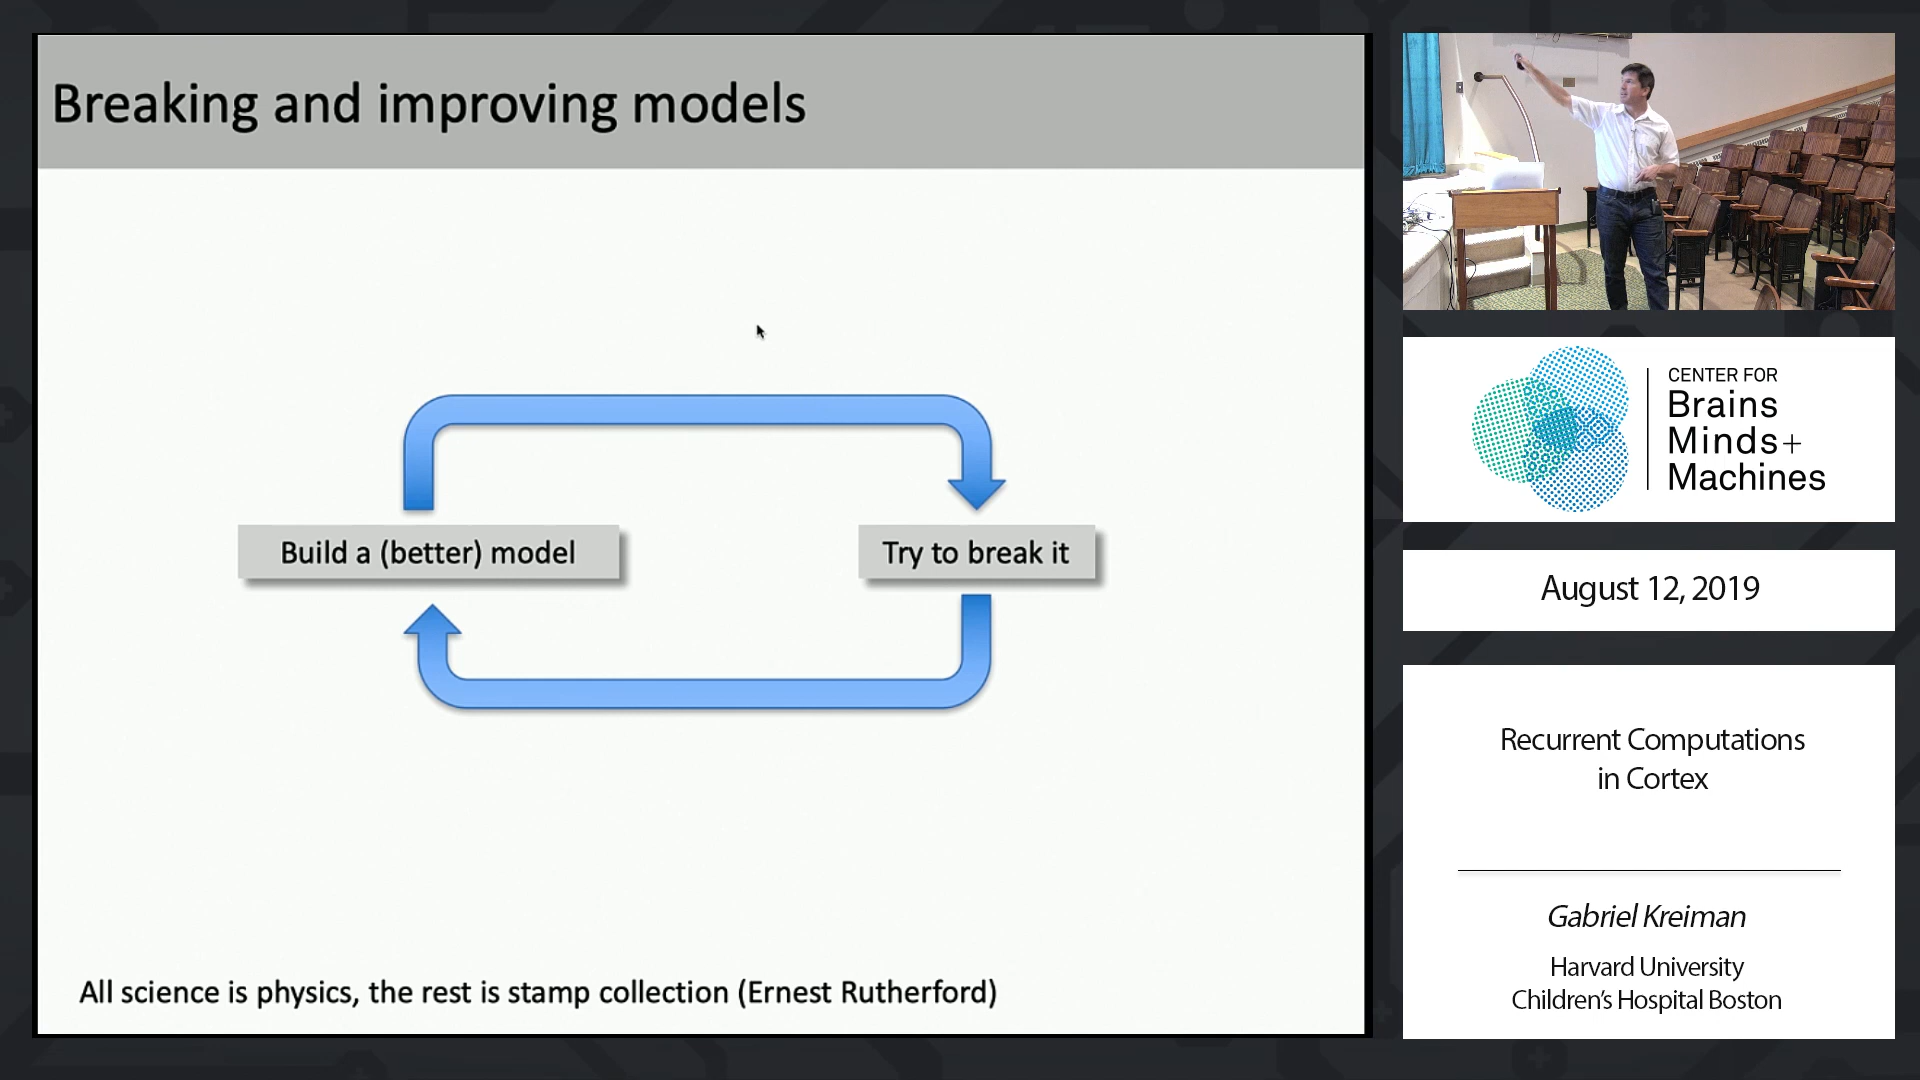 Breaking and improving models
Build a (better) model
Try to break it
All science is physics, the rest is stamp collection (Ernest Rutherford)
CENTER FOR
Brains
Minds+
Machines
August 12, 2019
Recurrent Computations
in Cortex
Gabriel Kreiman
Harvard University
Children's Hospital Boston